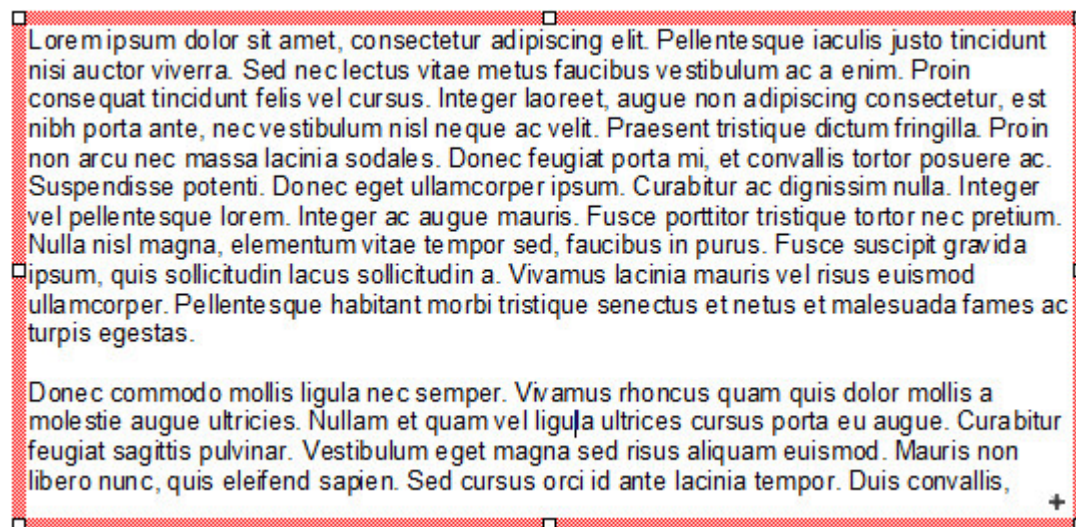 Lorem ipsum dolor sit amet, consectetur adipiscing elit. Pellentesque iaculis justo tincidunt
nisi auctor viverra. Sed nec lectus vitae metus faucibus vestibulum ac a enim. Proin
consequat tincidunt felis vel cursus. Integer laoreet, augue non adipiscing consectetur, est
nibh porta ante, nec vestibulum nisl neque ac velit. Praesent tristique dictum fringilla. Proin
non arcu nec massa lacinia sodales. Donec feugiat porta mi, et convallis tortor posuere ac.
Suspendisse potenti. Donec eget ullamcorper ipsum. Curabitur ac dignissim nulla. Integer
vel pellentesque lorem. Integer ac augue mauris. Fusce porttitor tristique tortor nec pretium.
Nulla nisl magna, elementum vitae tempor sed, faucibus in purus. Fusce suscipit gravida
ipsum, quis sollicitudin lacus sollicitudin a. Vivamus lacinia mauris vel risus euismod
ullamcorper. Pellentesque habitant morbi tristique senectus et netus et malesuada fames ac
turpis egestas.

Donec commodo mollis ligula nec semper. Vivamus rhoncus quam quis dolor mollis a
molestie augue ultricies. Nullam et quam vel ligula ultrices cursus porta eu augue. Curabitur
feugiat sagittis pulvinar. Vestibulum eget magna sed risus aliquam euismod. Mauris non
libero nunc, quis eleifend sapien. Sed cursus orci id ante lacinia tempor. Duis convallis,